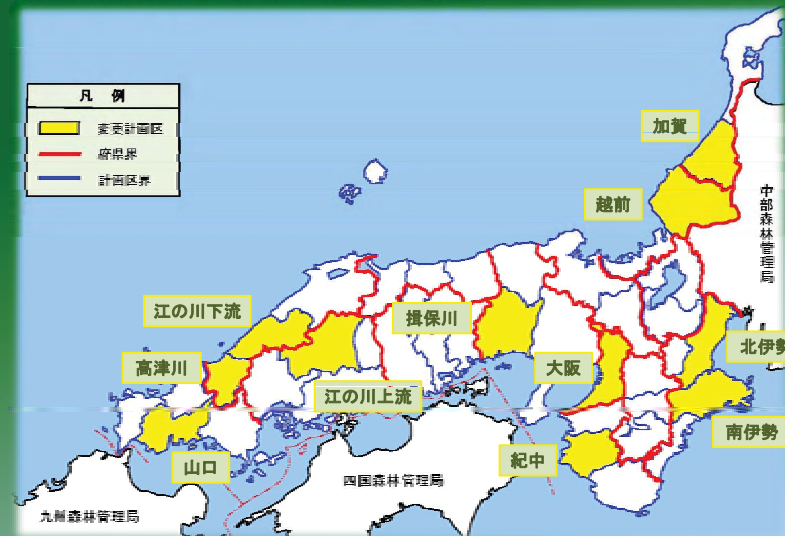 凡 例
変更計画区
府県界
計画区界
加賀
越前
中部森林管理局
江の川下流
揖保川
高津川
大阪
北伊勢
江の川上流
南伊勢
山口
紀中
四国森林管理局
九州森林管理局